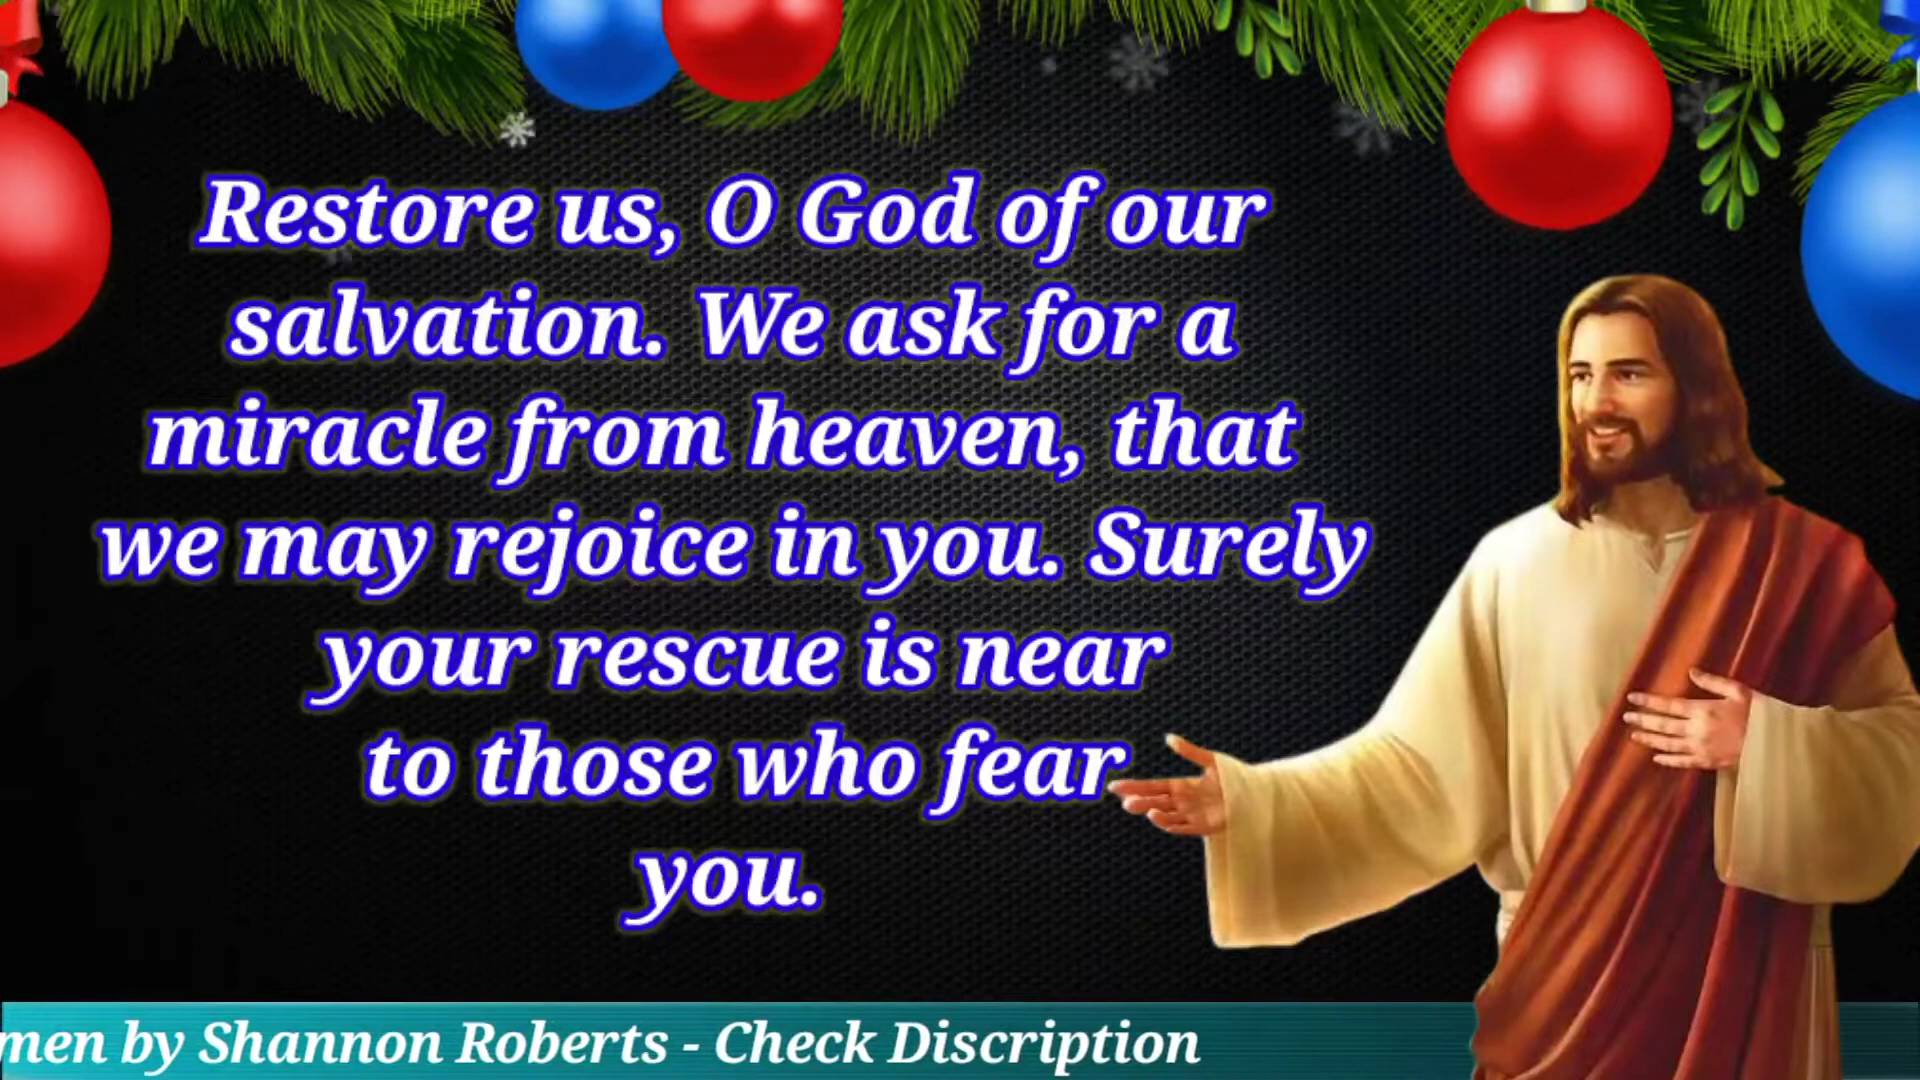 Restore us, O God of our
salvation. We ask for a
miracle from heaven, that
we may rejoice in you. Surely
your rescue is near
to those who fear
you.
men by Shannon Roberts - Check Discription